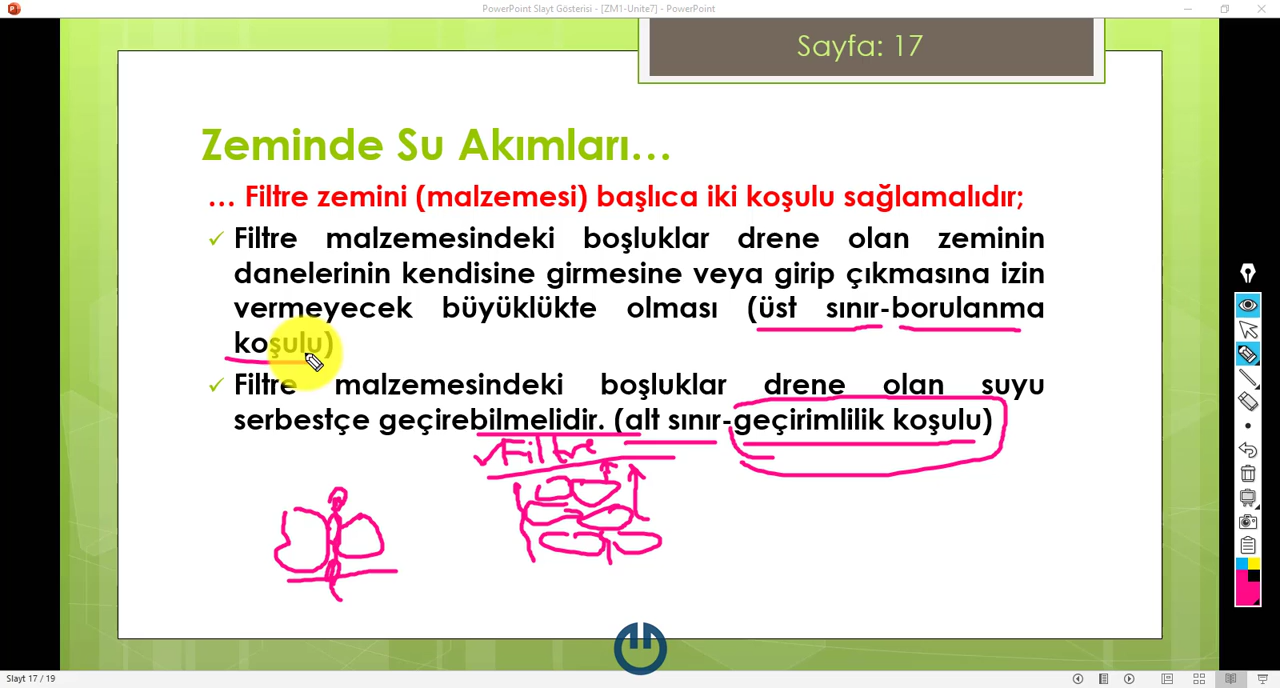 PowerPoint Slayt Gösterisi - [ZM1-Unite7] - PowerPoint
Sayfa: 17
Zeminde Su Akımları…
… Filtre zemini (malzemesi) başlıca iki koşulu sağlamalıdır;
✓ Filtre malzemesindeki boşluklar drene olan zeminin
danelerinin kendisine girmesine veya girip çıkmasına izin
vermeyecek büyüklükte olması (üst sınır-borulanma
koşulu)
✓ Filtre malzemesindeki boşluklar drene olan suyu
serbestçe geçirebilmelidir. (alt sınır-geçirimlilik koşulu)
Filtre
Slayt 17 / 19